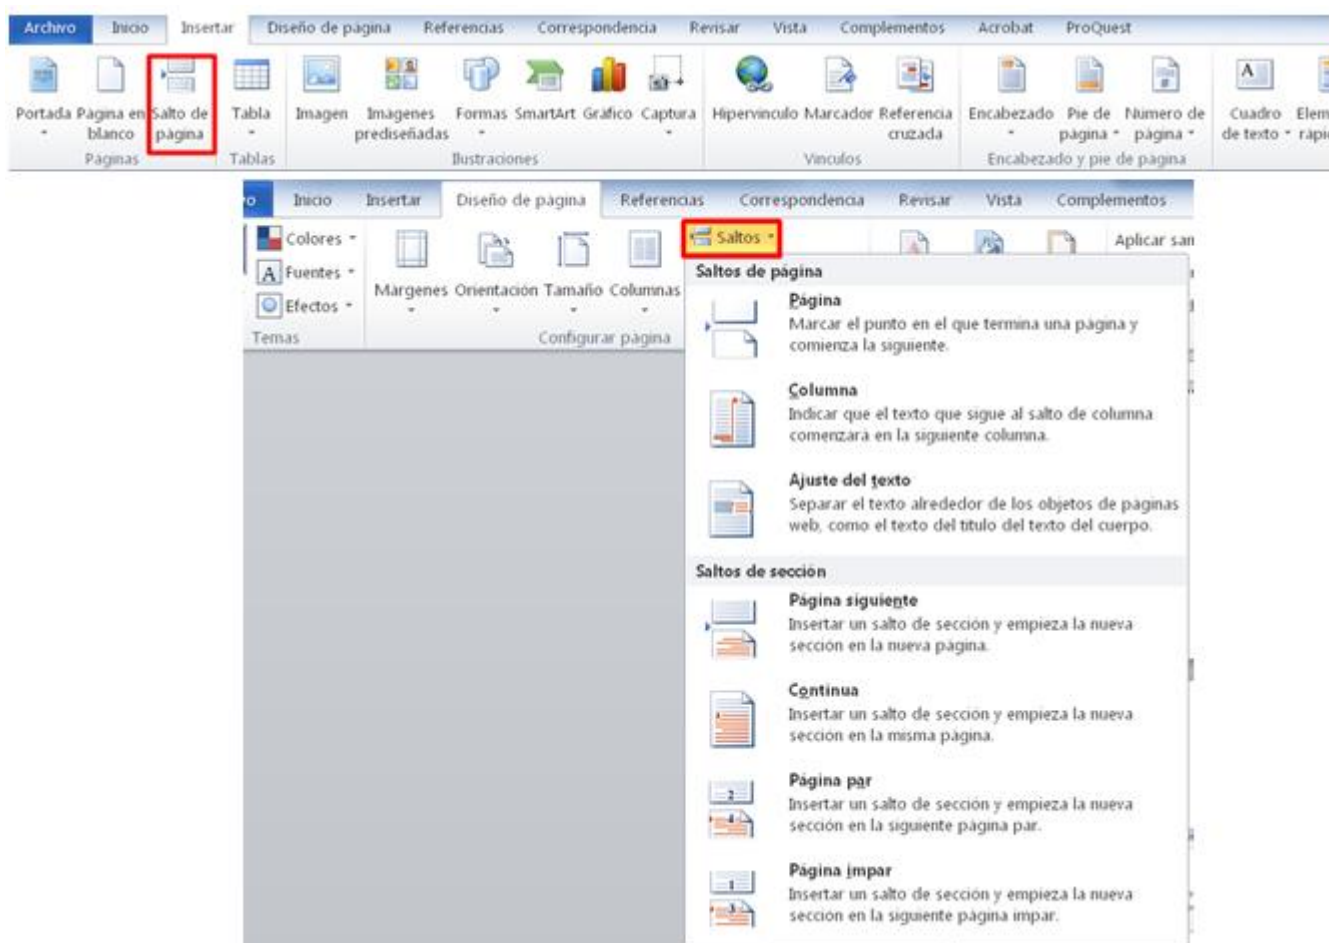 Archivo Inicio Insertar Diseño de página Referencias Correspondencia Revisar Vista Complementos Acrobat ProQuest
Portada Página en blanco Salto de página Tabla Imagen Imágenes prediseñadas Formas SmartArt Gráfico Captura Hipervínculo Marcador Referencia cruzada Encabezado Pie de página Número de página Cuadro de texto
Páginas Tablas Ilustraciones Vínculos Encabezado y pie de página
Inicio Insertar Diseño de página Referencias Correspondencia Revisar Vista Complementos
Colores
Fuentes
Efectos
Márgenes Orientación Tamaño Columnas
Saltos
Aplicar san
Temas Configurar página
Saltos de página
Página
Marcar el punto en el que termina una página y
comienza la siguiente.
Columna
Indicar que el texto que sigue al salto de columna
comenzará en la siguiente columna.
Ajuste del texto
Separar el texto alrededor de los objetos de páginas
web, como el texto del título del texto del cuerpo.
Saltos de sección
Página siguiente
Insertar un salto de sección y empieza la nueva
sección en la nueva página.
Continua
Insertar un salto de sección y empieza la nueva
sección en la misma página.
Página par
Insertar un salto de sección y empieza la nueva
sección en la siguiente página par.
Página impar
Insertar un salto de sección y empieza la nueva
sección en la siguiente página impar.